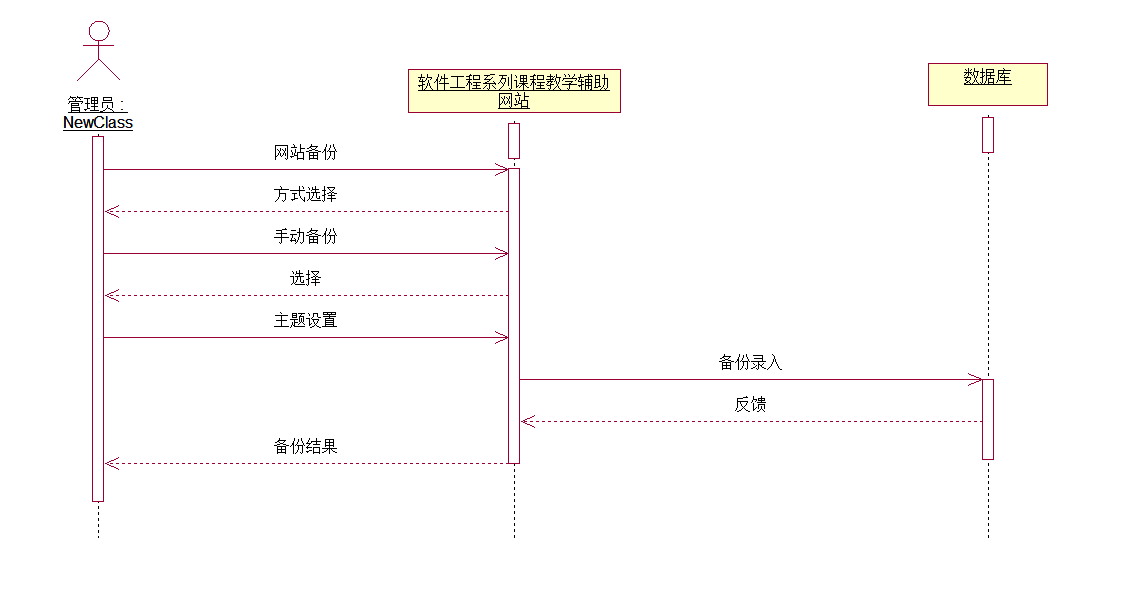 管理员 :
NewClass
软件工程系列课程教学辅助
网站
数据库
网站备份
方式选择
手动备份
选择
主题设置
备份录入
反馈
备份结果